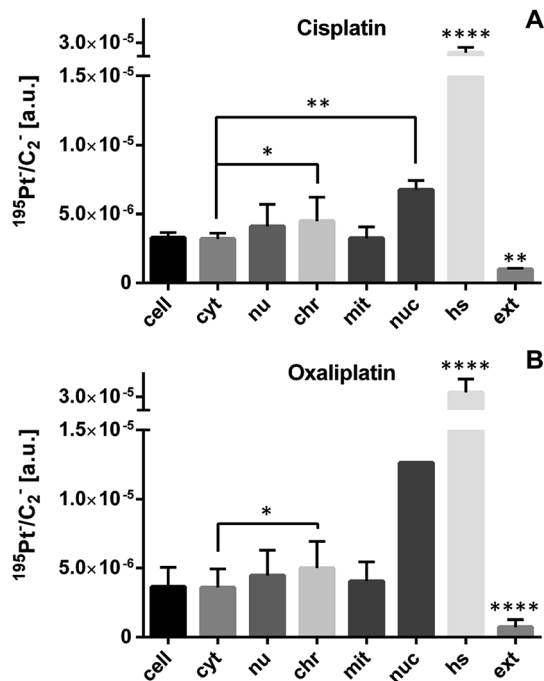 A
Cisplatin
****
3.0×10⁻⁵
1.5×10⁻⁵
1.0×10⁻⁵
5.0×10⁻⁶
0
¹⁹⁵Pt⁻/C₂⁻ [a.u.]
**
*
**
cell cyt nu chr mit nuc hs ext
B
Oxaliplatin
****
3.0×10⁻⁵
1.5×10⁻⁵
1.0×10⁻⁵
5.0×10⁻⁶
0
¹⁹⁵Pt⁻/C₂⁻ [a.u.]
*
****
cell cyt nu chr mit nuc hs ext